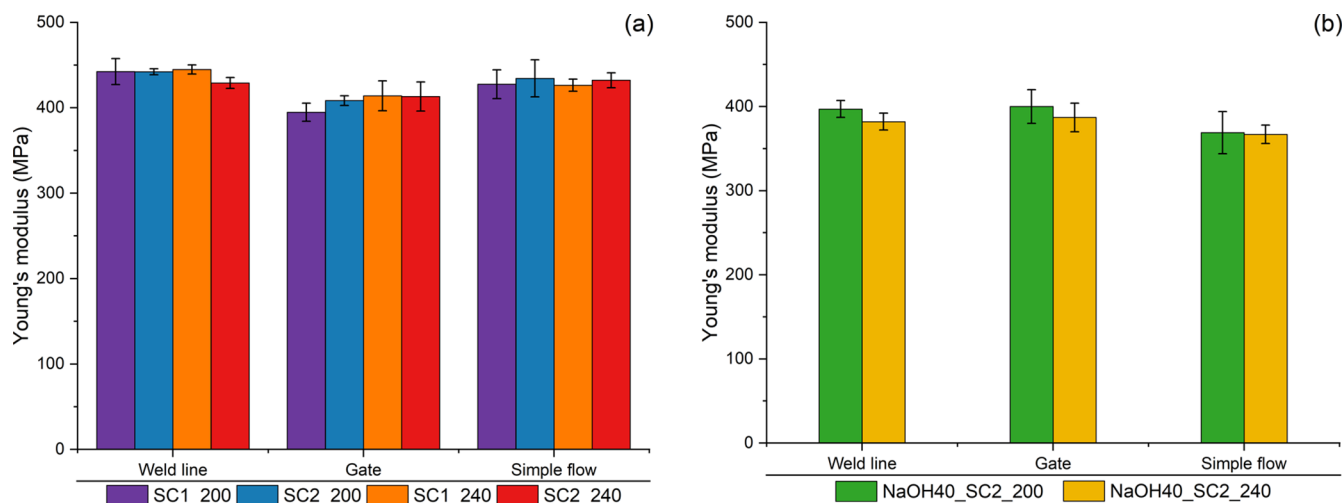 (a)
500
400
300
200
100
0
Young's modulus (MPa)
Weld line Gate Simple flow
SC1_200 SC2_200 SC1_240 SC2_240
(b)
500
400
300
200
100
0
Young's modulus (MPa)
Weld line Gate Simple flow
NaOH40_SC2_200 NaOH40_SC2_240